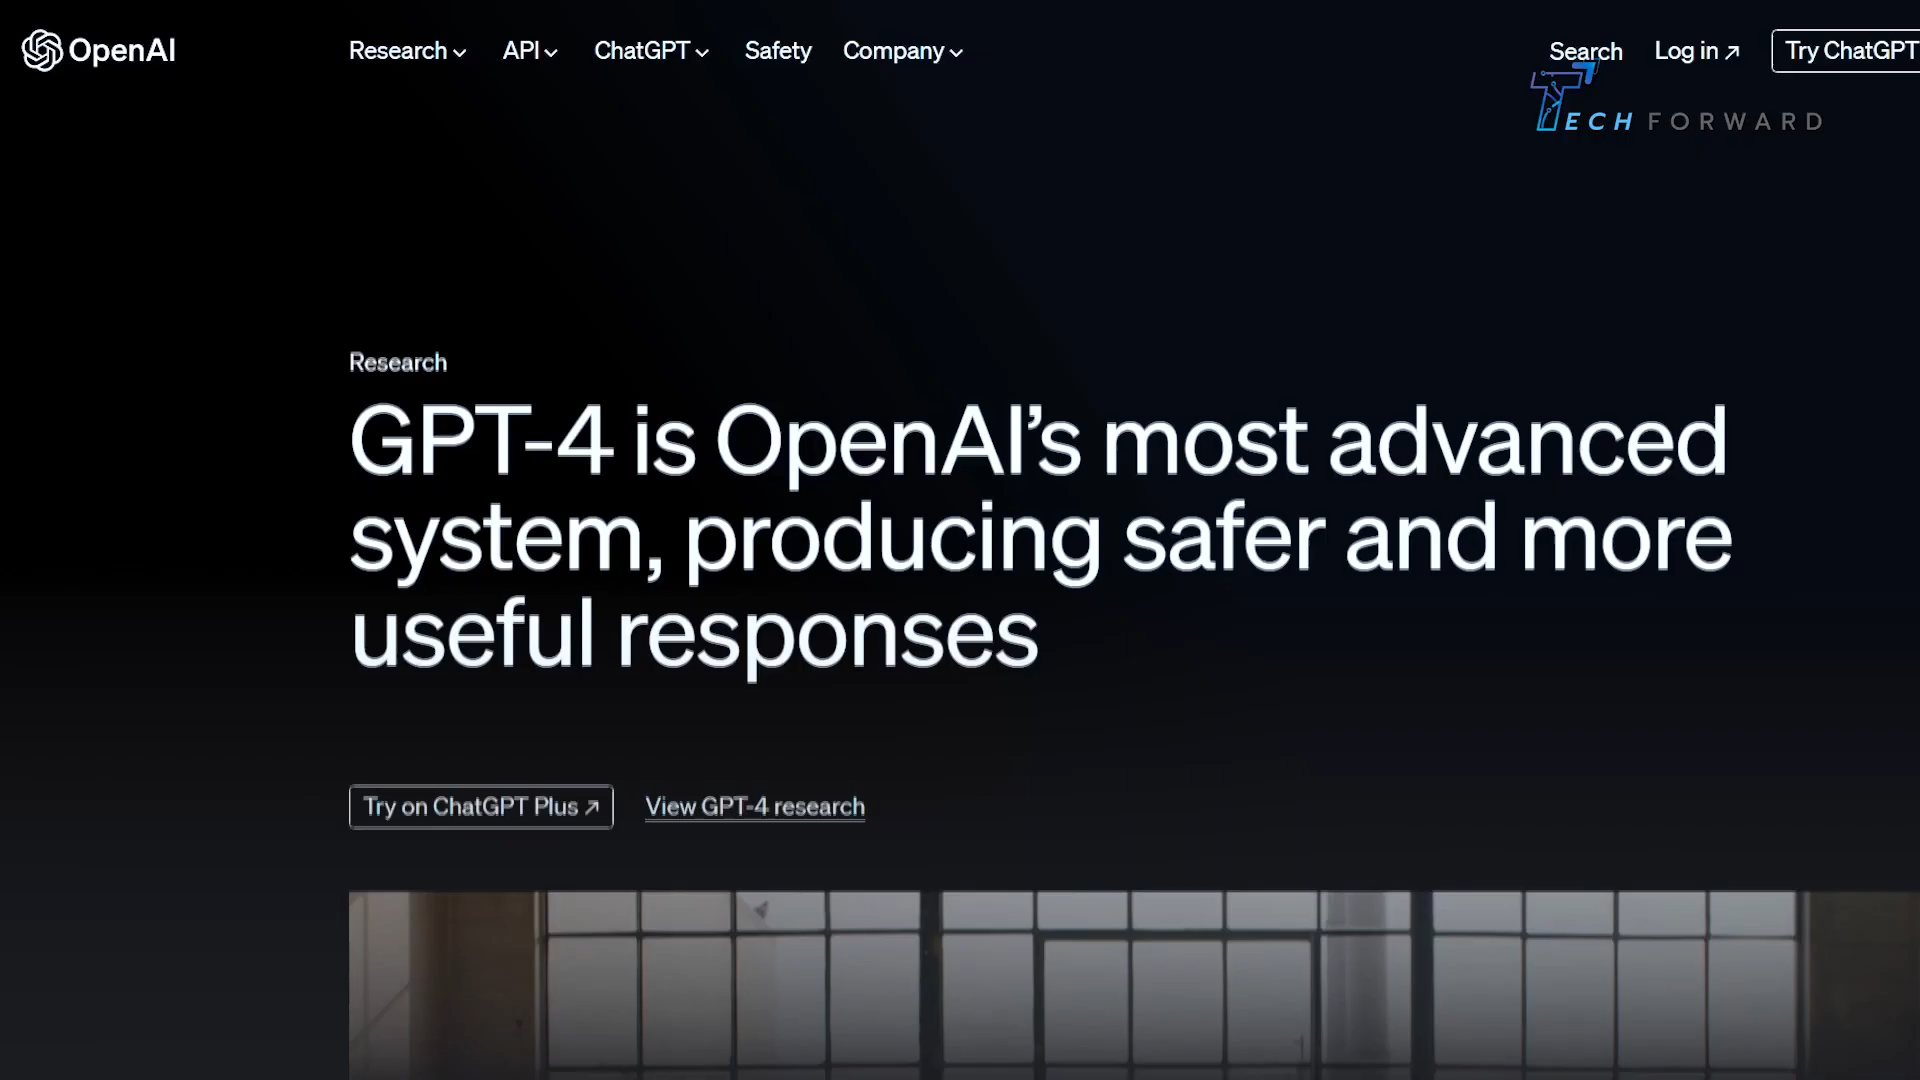 OpenAI
Research
API
ChatGPT
Safety
Company
Search
Log in ↗
Try ChatGPT
TECH FORWARD
Research
GPT-4 is OpenAI’s most advanced
system, producing safer and more
useful responses
Try on ChatGPT Plus ↗
View GPT-4 research